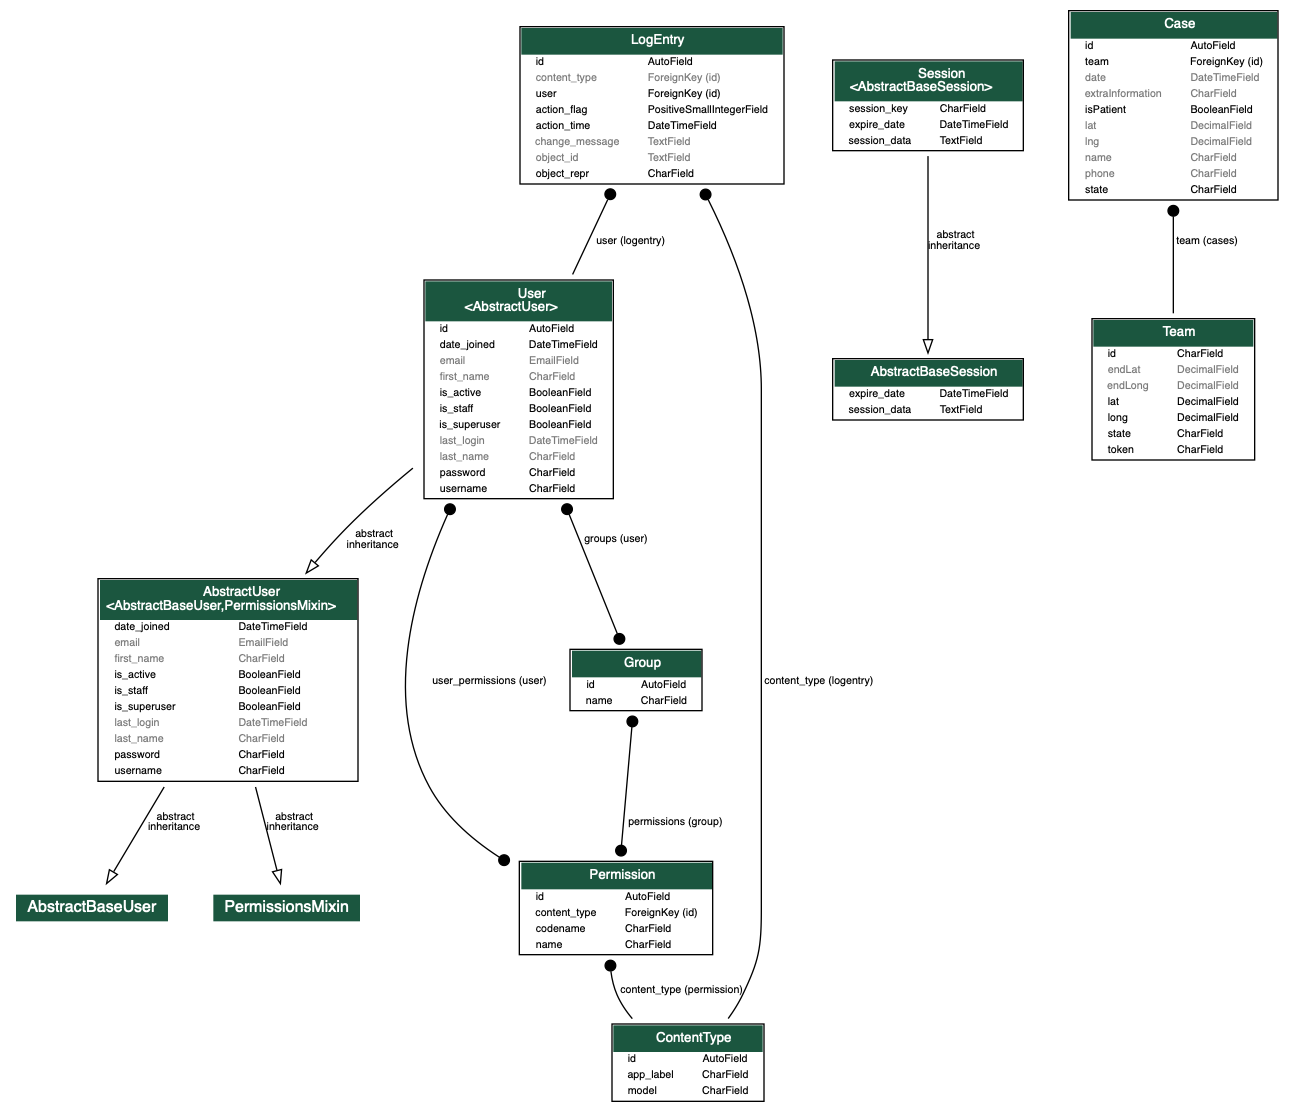 LogEntry
id AutoField
content_type ForeignKey (id)
user ForeignKey (id)
action_flag PositiveSmallIntegerField
action_time DateTimeField
change_message TextField
object_id TextField
object_repr CharField
Session
<AbstractBaseSession>
session_key CharField
expire_date DateTimeField
session_data TextField
Case
id AutoField
team ForeignKey (id)
date DateTimeField
extraInformation CharField
isPatient BooleanField
lat DecimalField
lng DecimalField
name CharField
phone CharField
state CharField
user (logentry)
abstract
inheritance
team (cases)
User
<AbstractUser>
id AutoField
date_joined DateTimeField
email EmailField
first_name CharField
is_active BooleanField
is_staff BooleanField
is_superuser BooleanField
last_login DateTimeField
last_name CharField
password CharField
username CharField
AbstractBaseSession
expire_date DateTimeField
session_data TextField
Team
id CharField
endLat DecimalField
endLong DecimalField
lat DecimalField
long DecimalField
state CharField
token CharField
abstract
inheritance
groups (user)
AbstractUser
<AbstractBaseUser,PermissionsMixin>
date_joined DateTimeField
email EmailField
first_name CharField
is_active BooleanField
is_staff BooleanField
is_superuser BooleanField
last_login DateTimeField
last_name CharField
password CharField
username CharField
user_permissions (user)
Group
id AutoField
name CharField
content_type (logentry)
abstract
inheritance
abstract
inheritance
permissions (group)
AbstractBaseUser
PermissionsMixin
Permission
id AutoField
content_type ForeignKey (id)
codename CharField
name CharField
content_type (permission)
ContentType
id AutoField
app_label CharField
model CharField